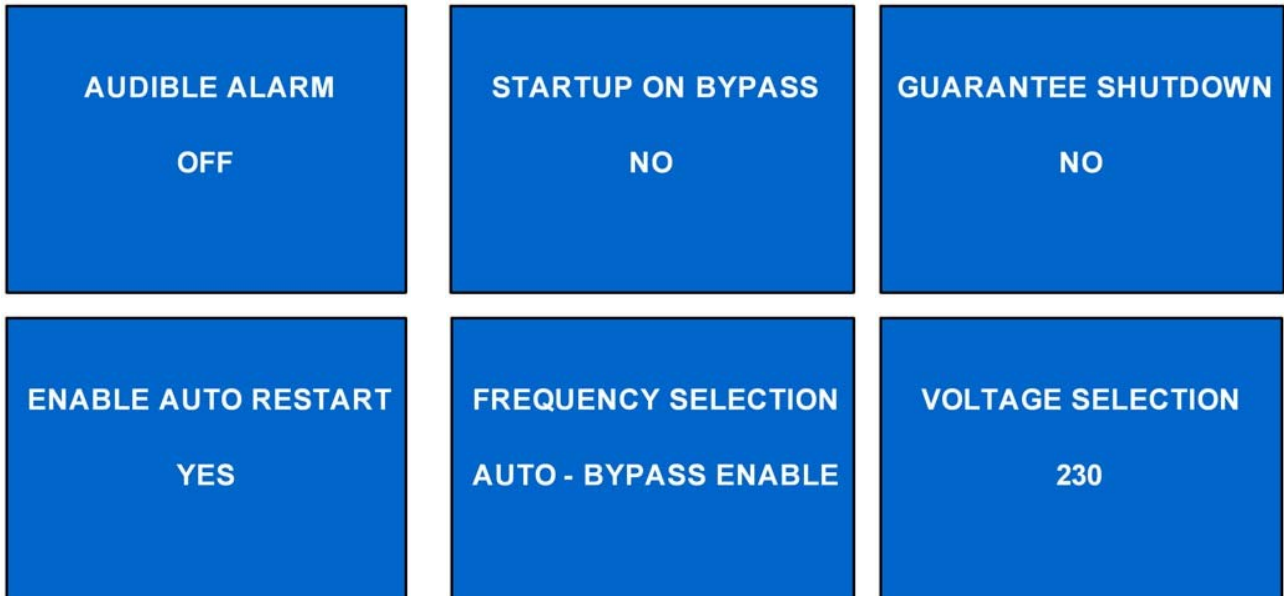 AUDIBLE ALARM
OFF
STARTUP ON BYPASS
NO
GUARANTEE SHUTDOWN
NO
ENABLE AUTO RESTART
YES
FREQUENCY SELECTION
AUTO - BYPASS ENABLE
VOLTAGE SELECTION
230